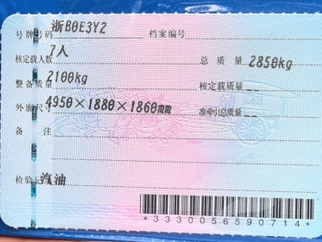 号牌号码 浙B0E3Y2 档案编号
核定载人数 7人 总质量 2850kg
整备质量 2100kg 核定载质量 --
外廓尺寸 4950×1880×1860mm 准牵引总质量 --
备注
检验记录 汽油
*3330056590714*